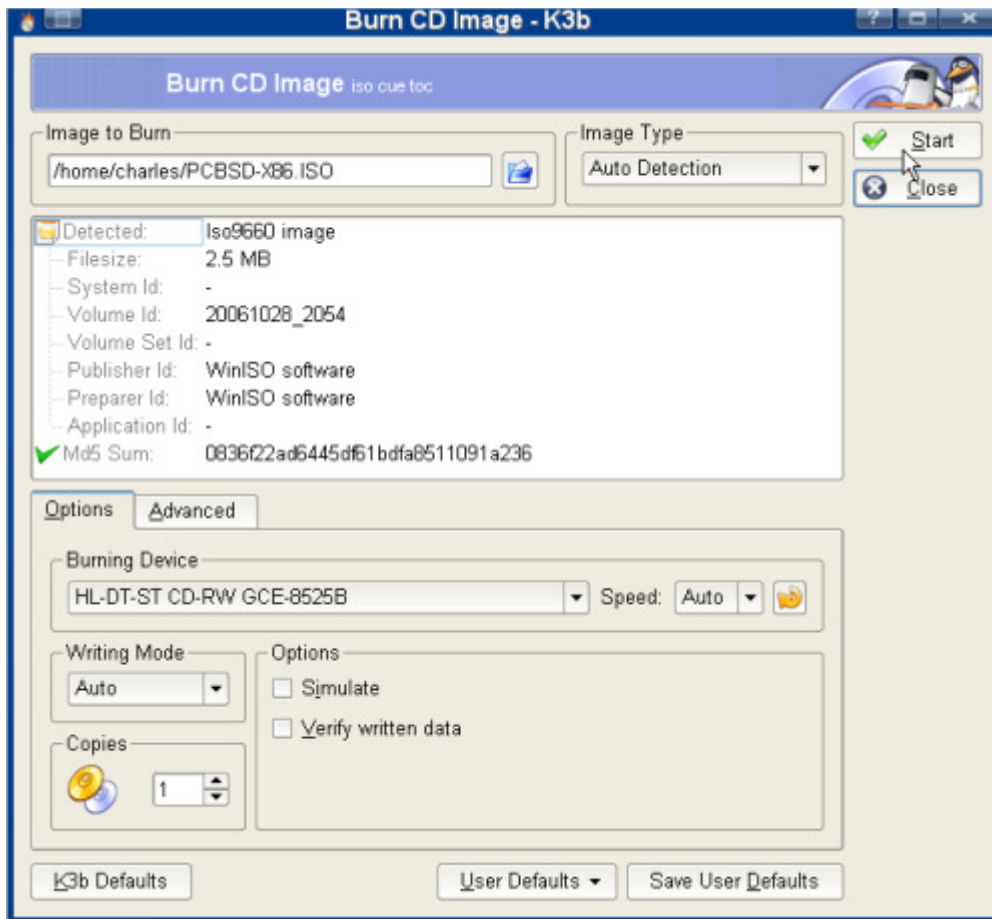 Burn CD Image - K3b
Burn CD Image iso cue toc
Image to Burn
Image Type
/home/charles/PCBSD-X86.ISO
Auto Detection
Start
Close
Detected: Iso9660 image
Filesize: 2.5 MB
System Id: -
Volume Id: 20061028_2054
Volume Set Id: -
Publisher Id: WinISO software
Preparer Id: WinISO software
Application Id: -
Md5 Sum: 0836f22ad6445df61bdfa8511091a236
Options Advanced
Burning Device
HL-DT-ST CD-RW GCE-8525B Speed: Auto
Writing Mode
Auto
Options
Simulate
Verify written data
Copies
1
K3b Defaults User Defaults Save User Defaults